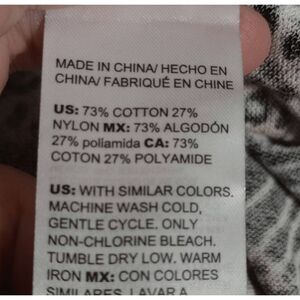 MADE IN CHINA/ HECHO EN
CHINA/ FABRIQUÉ EN CHINE
US: 73% COTTON 27%
NYLON MX: 73% ALGODÓN
27% poliamida CA: 73%
COTON 27% POLYAMIDE
US: WITH SIMILAR COLORS.
MACHINE WASH COLD,
GENTLE CYCLE. ONLY
NON-CHLORINE BLEACH.
TUMBLE DRY LOW. WARM
IRON MX: CON COLORES
SIMILARES. LAVAR A